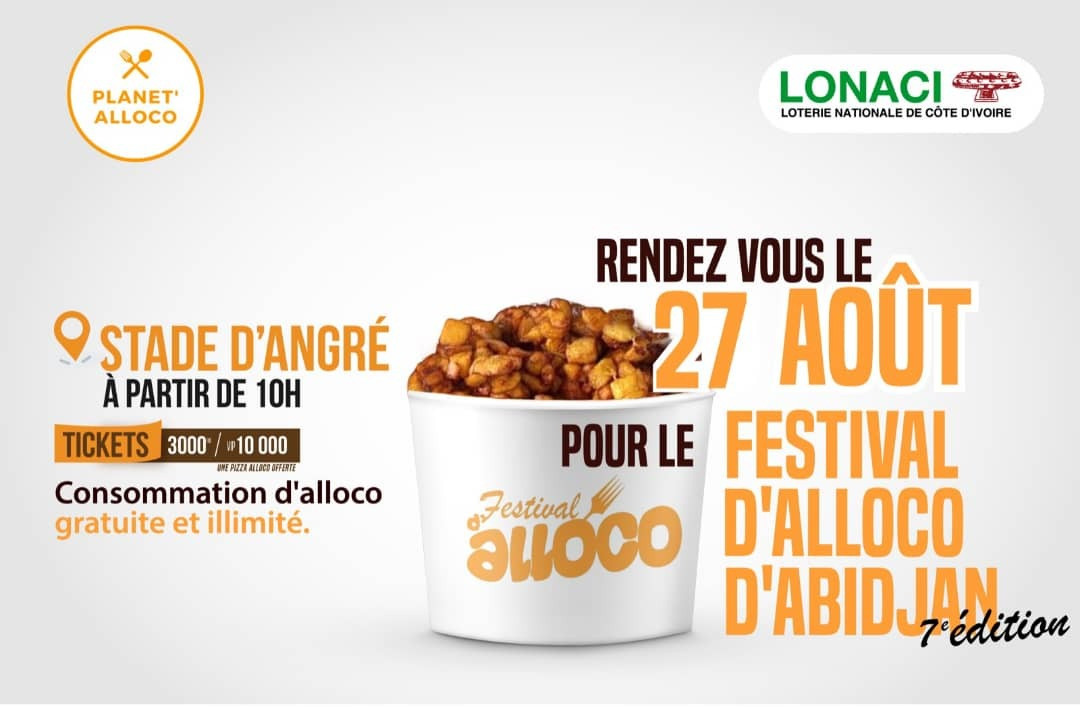 PLANET'
ALLOCO
LONACI
LOTERIE NATIONALE DE CÔTE D'IVOIRE
RENDEZ VOUS LE
27 AOÛT
STADE D'ANGRÉ
À PARTIR DE 10H
TICKETS 3000 / VIP 10 000
UNE PIZZA ALLOCO OFFERTE
Consommation d'alloco
gratuite et illimité.
POUR LE
FESTIVAL
D'ALLOCO
D'ABIDJAN
7e édition
Festival
d'alloco